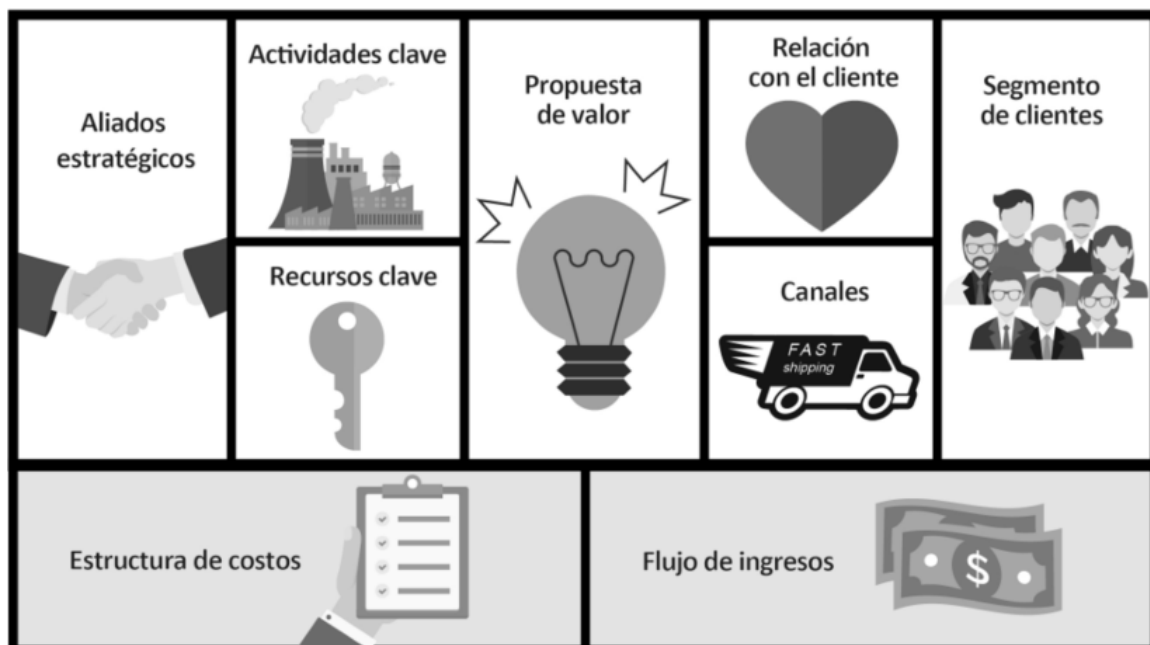 Aliados
estratégicos
Actividades clave
Recursos clave
Propuesta
de valor
Relación
con el cliente
Canales
FAST
shipping
Segmento
de clientes
Estructura de costos
Flujo de ingresos
$